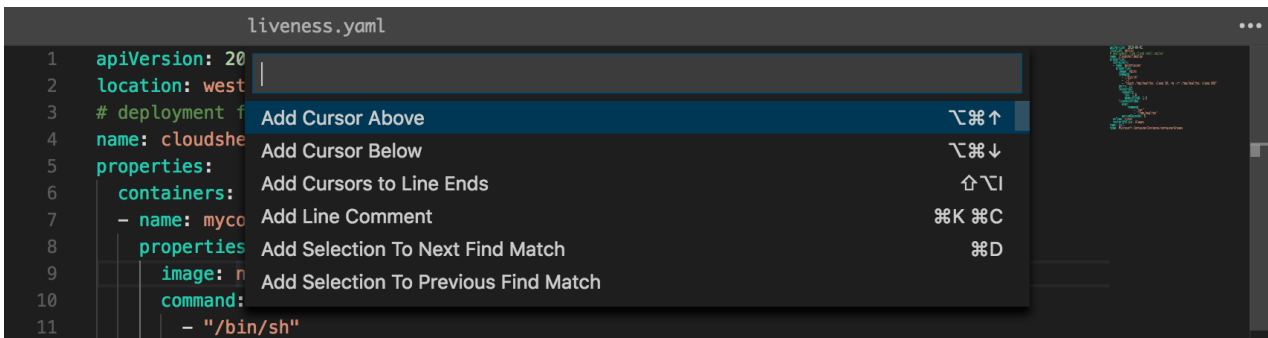 liveness.yaml
1 apiVersion: 20
2 location: west
3 # deployment f
4 name: cloudshe
5 properties:
6 containers:
7 - name: myco
8 properties
9 image: n
10 command:
11 - "/bin/sh"
Add Cursor Above ⌥⌘↑
Add Cursor Below ⌥⌘↓
Add Cursors to Line Ends ⇧⌥I
Add Line Comment ⌘K ⌘C
Add Selection To Next Find Match ⌘D
Add Selection To Previous Find Match